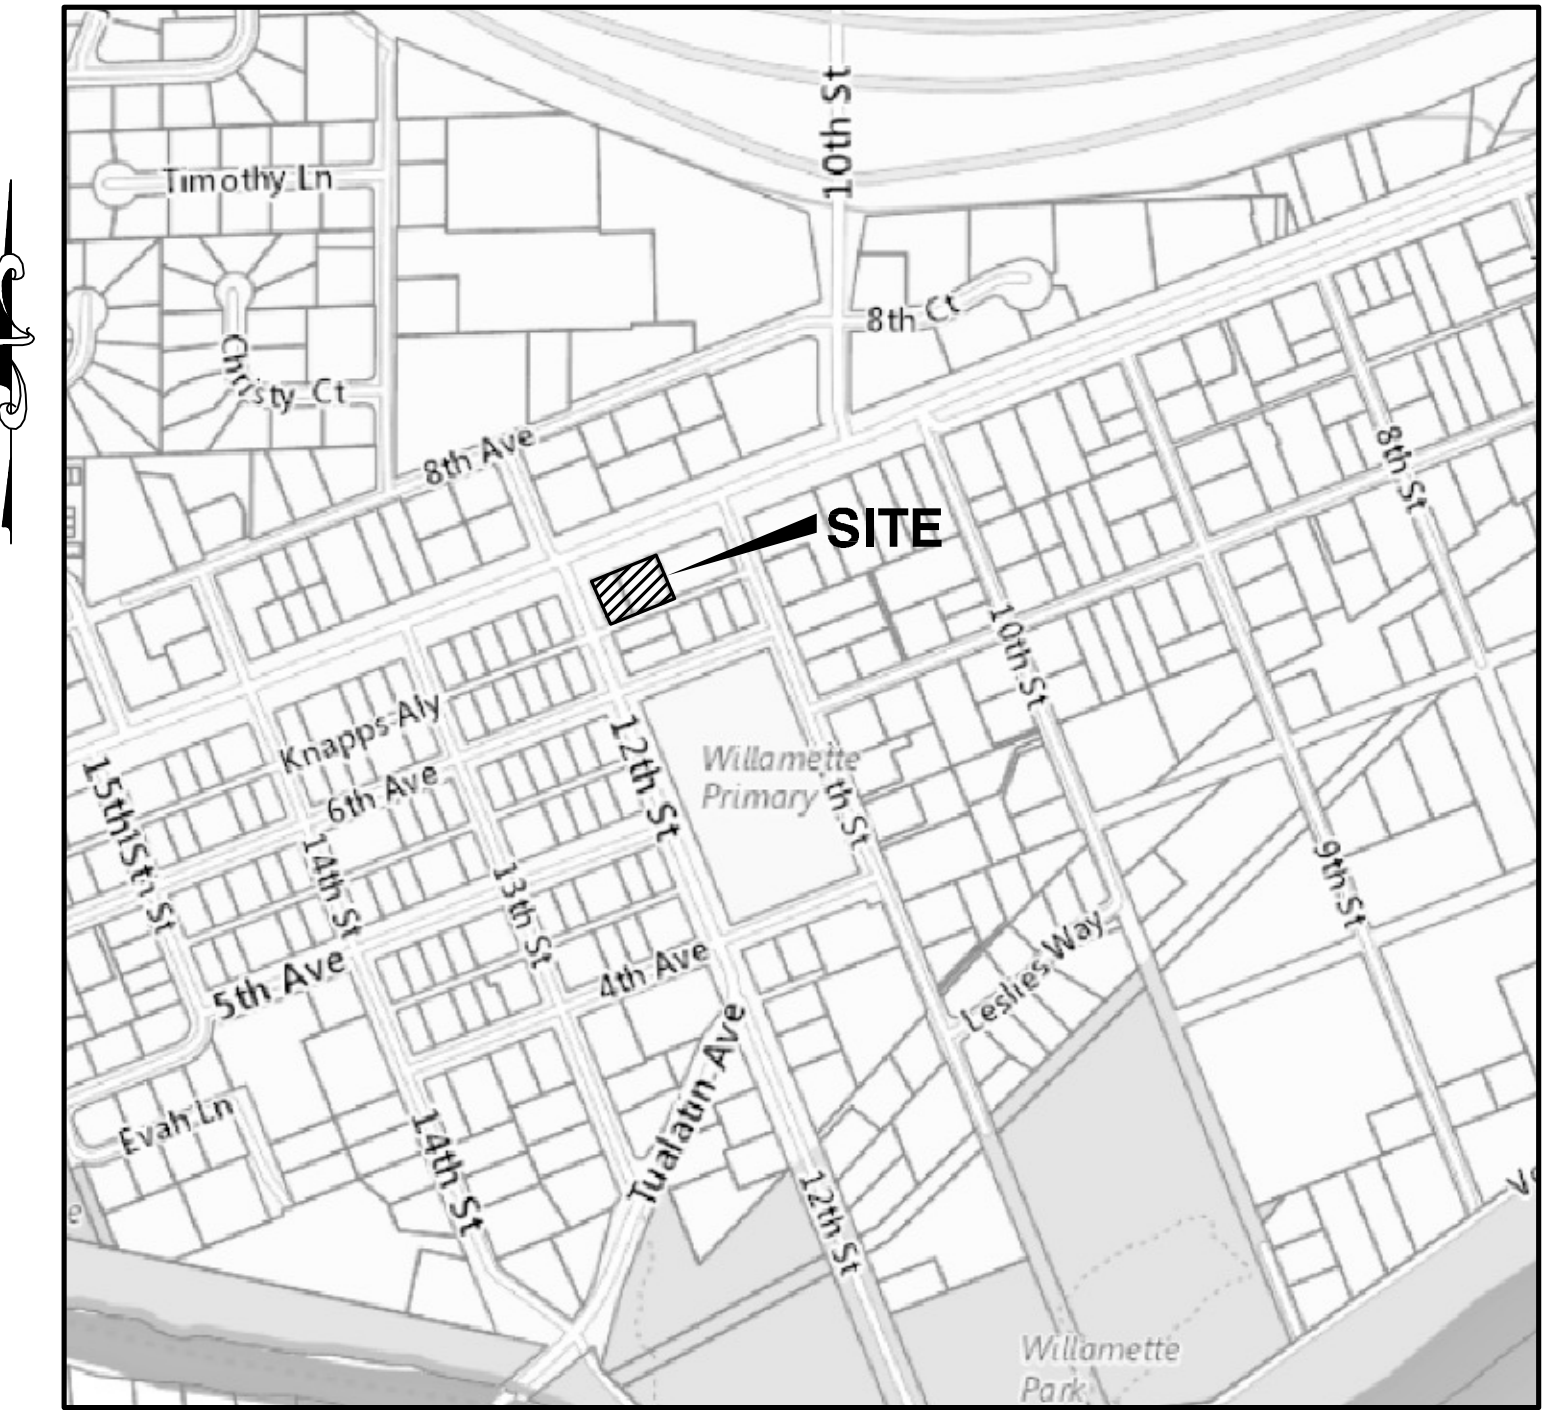 10th St
Timothy Ln
8th Ct
Christy Ct
8th Ave
8th St
SITE
10th St
Knapps Aly
12th St
Willamette
Primary
th St
6th Ave
15th St
14th St
13th St
9th St
5th Ave
4th Ave
Leslies Way
Tualatin Ave
Evah Ln
14th St
12th St
Willamette
Park